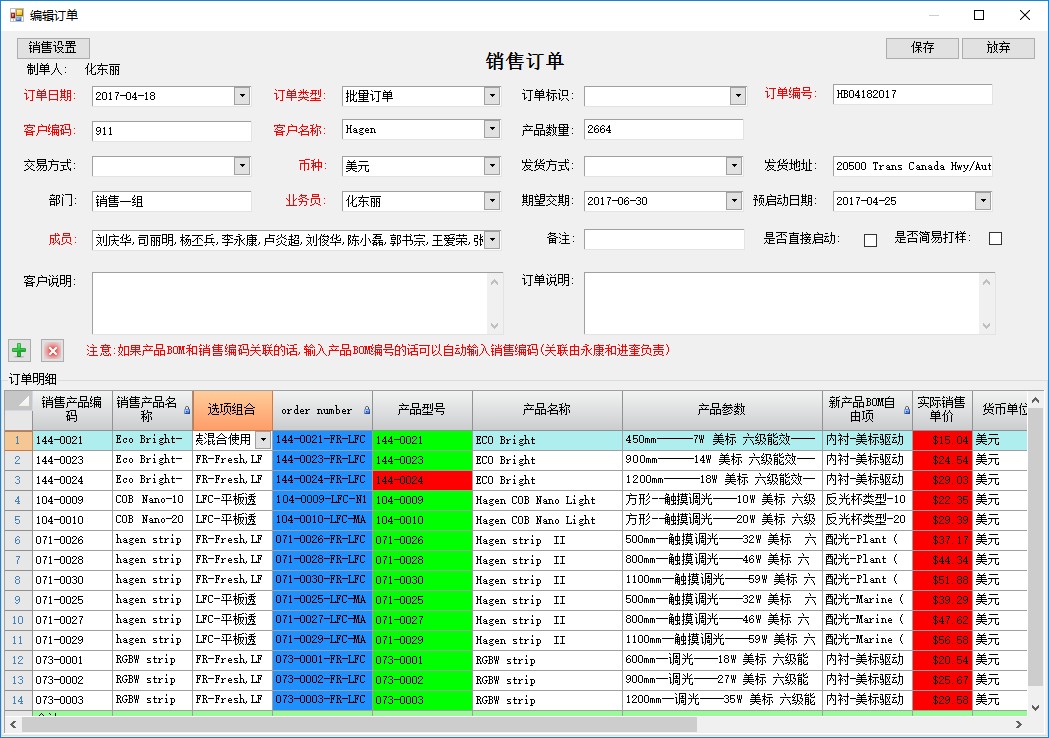 编辑订单
销售设置
销售订单
保存 放弃
制单人: 化东丽
订单日期: 2017-04-18 订单类型: 批量订单 订单标识: 订单编号: HB04182017
客户编码: 911 客户名称: Hagen 产品数量: 2664
交易方式: 币种: 美元 发货方式: 发货地址: 20500 Trans Canada Hwy/Aut
部门: 销售一组 业务员: 化东丽 期望交期: 2017-06-30 预启动日期: 2017-04-25
成员: 刘庆华,司丽明,杨丕兵,李永康,卢炎超,刘俊华,陈小磊,郭书宗,王爱荣,张 备注: 是否直接启动: 是否简易打样:
客户说明: 订单说明:
注意:如果产品BOM和销售编码关联的话,输入产品BOM编号的话可以自动输入销售编码(关联由永康和进奎负责)
订单明细
销售产品编码 销售产品名称 选项组合 order number 产品型号 产品名称 产品参数 新产品BOM自由项 实际销售单价 货币单位
1 144-0021 Eco Bright- 混合使用 144-0021-FR-LFC 144-0021 ECO Bright 450mm———7W 美标 六级能效—— 内衬-美标驱动 $15.04 美元
2 144-0023 Eco Bright- FR-Fresh,LF 144-0023-FR-LFC 144-0023 ECO Bright 900mm———14W 美标 六级能效—— 内衬-美标驱动 $24.54 美元
3 144-0024 Eco Bright- FR-Fresh,LF 144-0024-FR-LFC 144-0024 ECO Bright 1200mm———18W 美标 六级能效— 内衬-美标驱动 $29.03 美元
4 104-0009 COB Nano-10 LFC-平板透 104-0009-LFC-N1 104-0009 Hagen COB Nano Light 方形--触摸调光——10W 美标 六级 反光杯类型-10 $22.35 美元
5 104-0010 COB Nano-20 LFC-平板透 104-0010-LFC-MA 104-0010 Hagen COB Nano Light 方形--触摸调光——20W 美标 六级 反光杯类型-20 $29.39 美元
6 071-0026 hagen strip FR-Fresh,LF 071-0026-FR-LFC 071-0026 Hagen strip II 500mm—触摸调光——32W 美标 六 配光-Plant ( $37.17 美元
7 071-0028 hagen strip FR-Fresh,LF 071-0028-FR-LFC 071-0028 Hagen strip II 800mm—触摸调光——46W 美标 六 配光-Plant ( $44.34 美元
8 071-0030 hagen strip FR-Fresh,LF 071-0030-FR-LFC 071-0030 Hagen strip II 1100mm—触摸调光——59W 美标 六 配光-Plant ( $51.88 美元
9 071-0025 hagen strip LFC-平板透 071-0025-LFC-MA 071-0025 Hagen strip II 500mm—触摸调光——32W 美标 六 配光-Marine ( $39.29 美元
10 071-0027 hagen strip LFC-平板透 071-0027-LFC-MA 071-0027 Hagen strip II 800mm—触摸调光——46W 美标 六 配光-Marine ( $47.62 美元
11 071-0029 hagen strip LFC-平板透 071-0029-LFC-MA 071-0029 Hagen strip II 1100mm—触摸调光——59W 美标 六 配光-Marine ( $56.58 美元
12 073-0001 RGBW strip FR-Fresh,LF 073-0001-FR-LFC 073-0001 RGBW strip 600mm—调光——18W 美标 六级能 内衬-美标驱动 $20.54 美元
13 073-0002 RGBW strip FR-Fresh,LF 073-0002-FR-LFC 073-0002 RGBW strip 900mm—调光——27W 美标 六级能 内衬-美标驱动 $25.67 美元
14 073-0003 RGBW strip FR-Fresh,LF 073-0003-FR-LFC 073-0003 RGBW strip 1200mm—调光——35W 美标 六级能 内衬-美标驱动 $29.58 美元